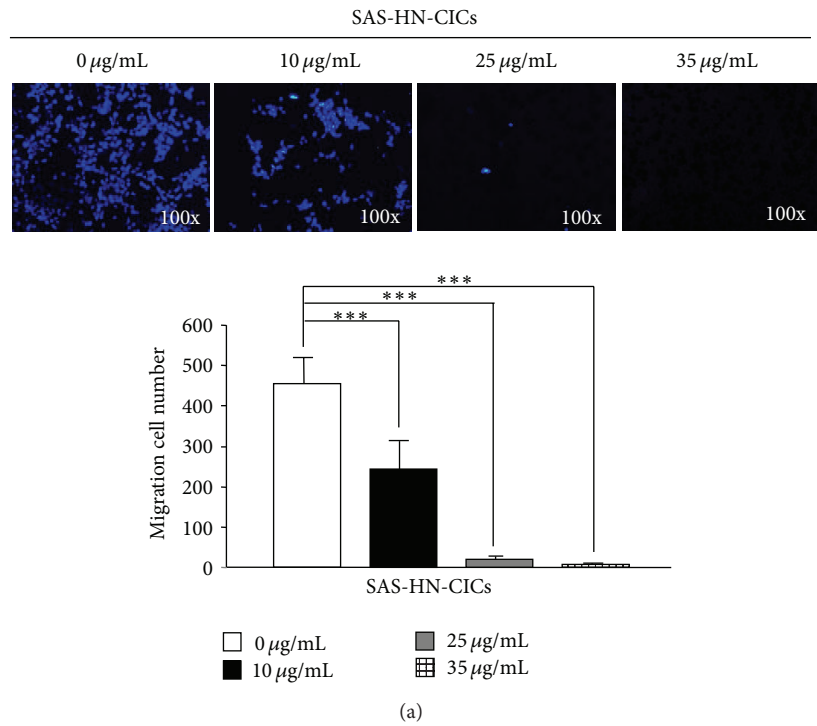 SAS-HN-CICs
0 μg/mL 10 μg/mL 25 μg/mL 35 μg/mL
100x 100x 100x 100x
***
***
***
600
500
400
300
200
100
0
Migration cell number
SAS-HN-CICs
0 μg/mL 25 μg/mL
10 μg/mL 35 μg/mL
(a)